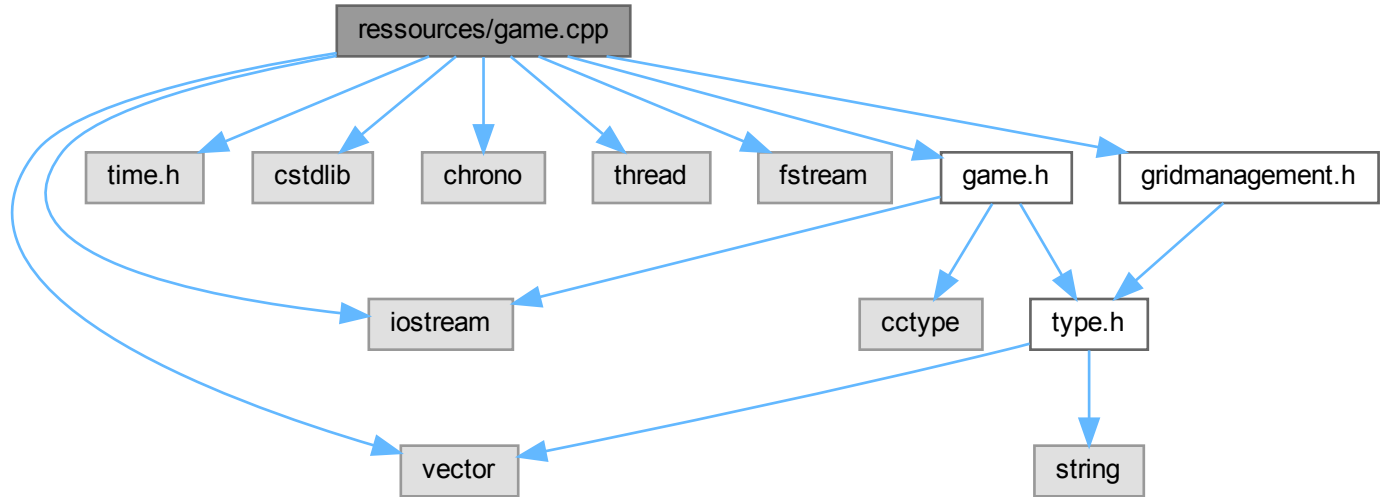 ressources/game.cpp
time.h
cstdlib
chrono
thread
fstream
game.h
gridmanagement.h
iostream
cctype
type.h
vector
string